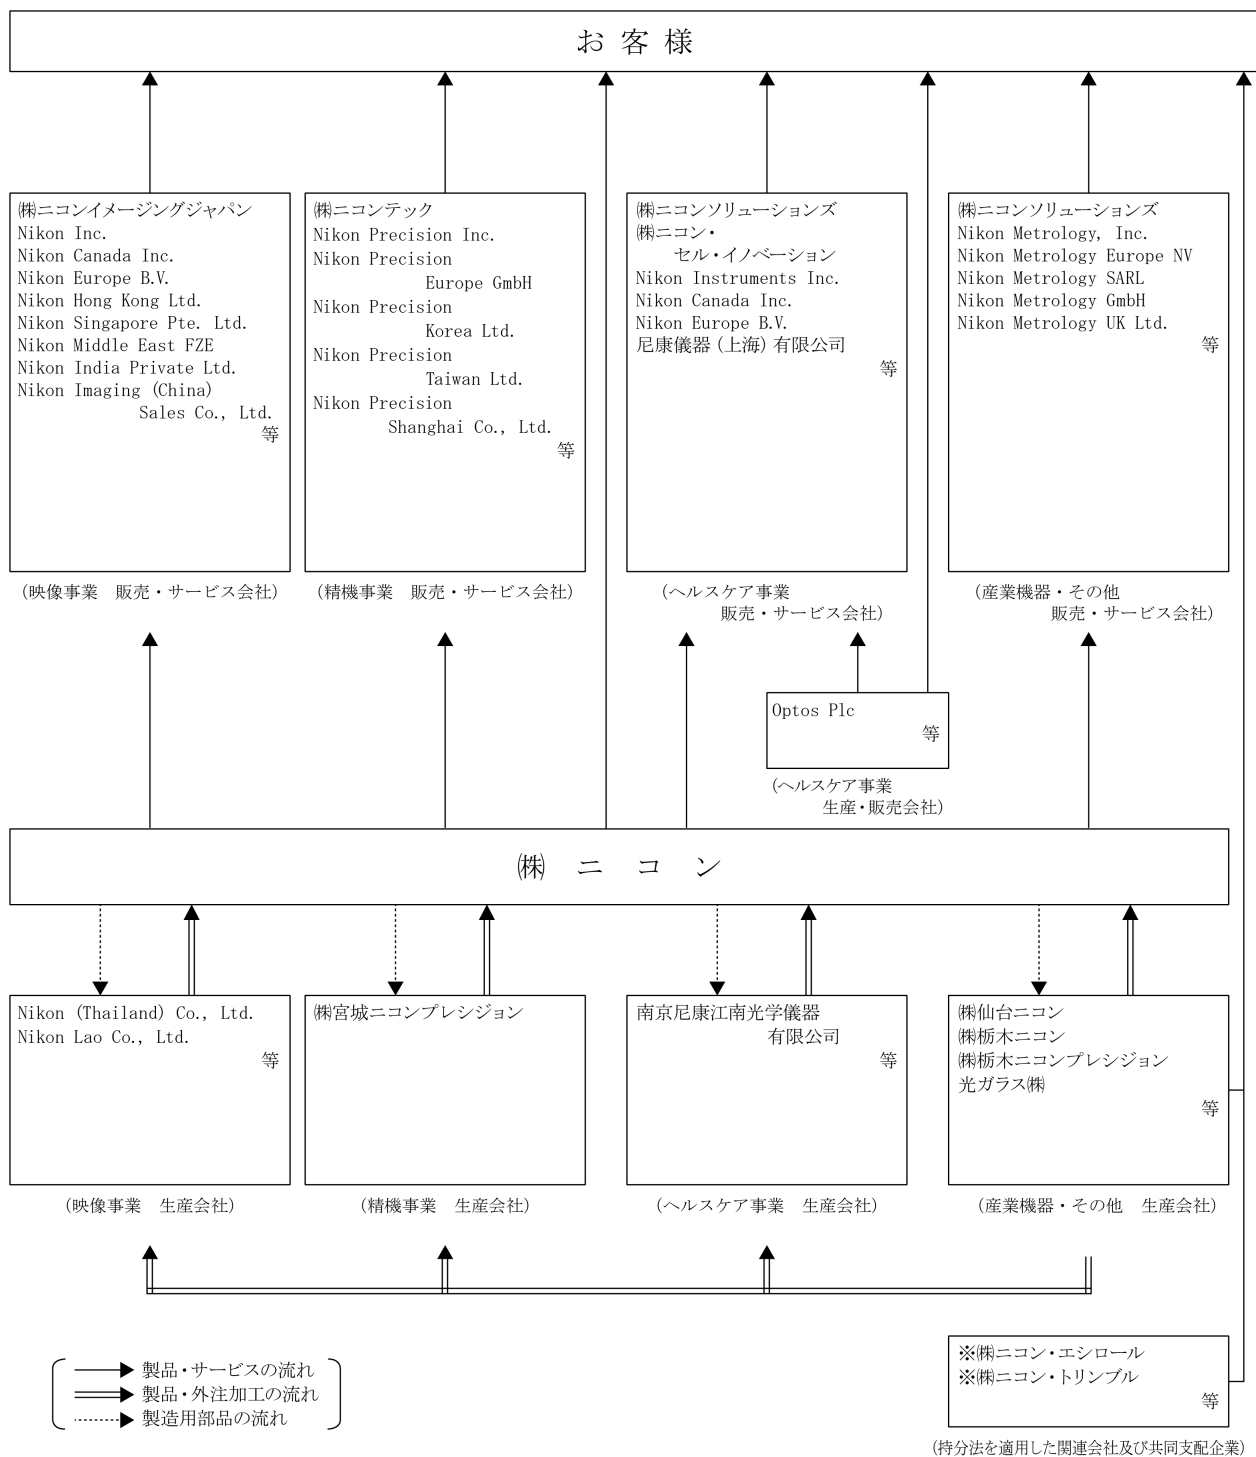 お客様
㈱ニコンイメージングジャパン
Nikon Inc.
Nikon Canada Inc.
Nikon Europe B.V.
Nikon Hong Kong Ltd.
Nikon Singapore Pte. Ltd.
Nikon Middle East FZE
Nikon India Private Ltd.
Nikon Imaging (China)
Sales Co., Ltd.
等
(映像事業　販売・サービス会社)
㈱ニコンテック
Nikon Precision Inc.
Nikon Precision
Europe GmbH
Nikon Precision
Korea Ltd.
Nikon Precision
Taiwan Ltd.
Nikon Precision
Shanghai Co., Ltd.
等
(精機事業　販売・サービス会社)
㈱ニコンソリューションズ
㈱ニコン・
セル・イノベーション
Nikon Instruments Inc.
Nikon Canada Inc.
Nikon Europe B.V.
尼康儀器(上海)有限公司
等
(ヘルスケア事業
販売・サービス会社)
㈱ニコンソリューションズ
Nikon Metrology, Inc.
Nikon Metrology Europe NV
Nikon Metrology SARL
Nikon Metrology GmbH
Nikon Metrology UK Ltd.
等
(産業機器・その他
販売・サービス会社)
Optos Plc
等
(ヘルスケア事業
生産・販売会社)
㈱ニコン
Nikon (Thailand) Co., Ltd.
Nikon Lao Co., Ltd.
等
(映像事業　生産会社)
㈱宮城ニコンプレシジョン
(精機事業　生産会社)
南京尼康江南光学儀器
有限公司
等
(ヘルスケア事業　生産会社)
㈱仙台ニコン
㈱栃木ニコン
㈱栃木ニコンプレシジョン
光ガラス㈱
等
(産業機器・その他　生産会社)
製品・サービスの流れ
製品・外注加工の流れ
製造用部品の流れ
※㈱ニコン・エシロール
※㈱ニコン・トリンブル
等
(持分法を適用した関連会社及び共同支配企業)